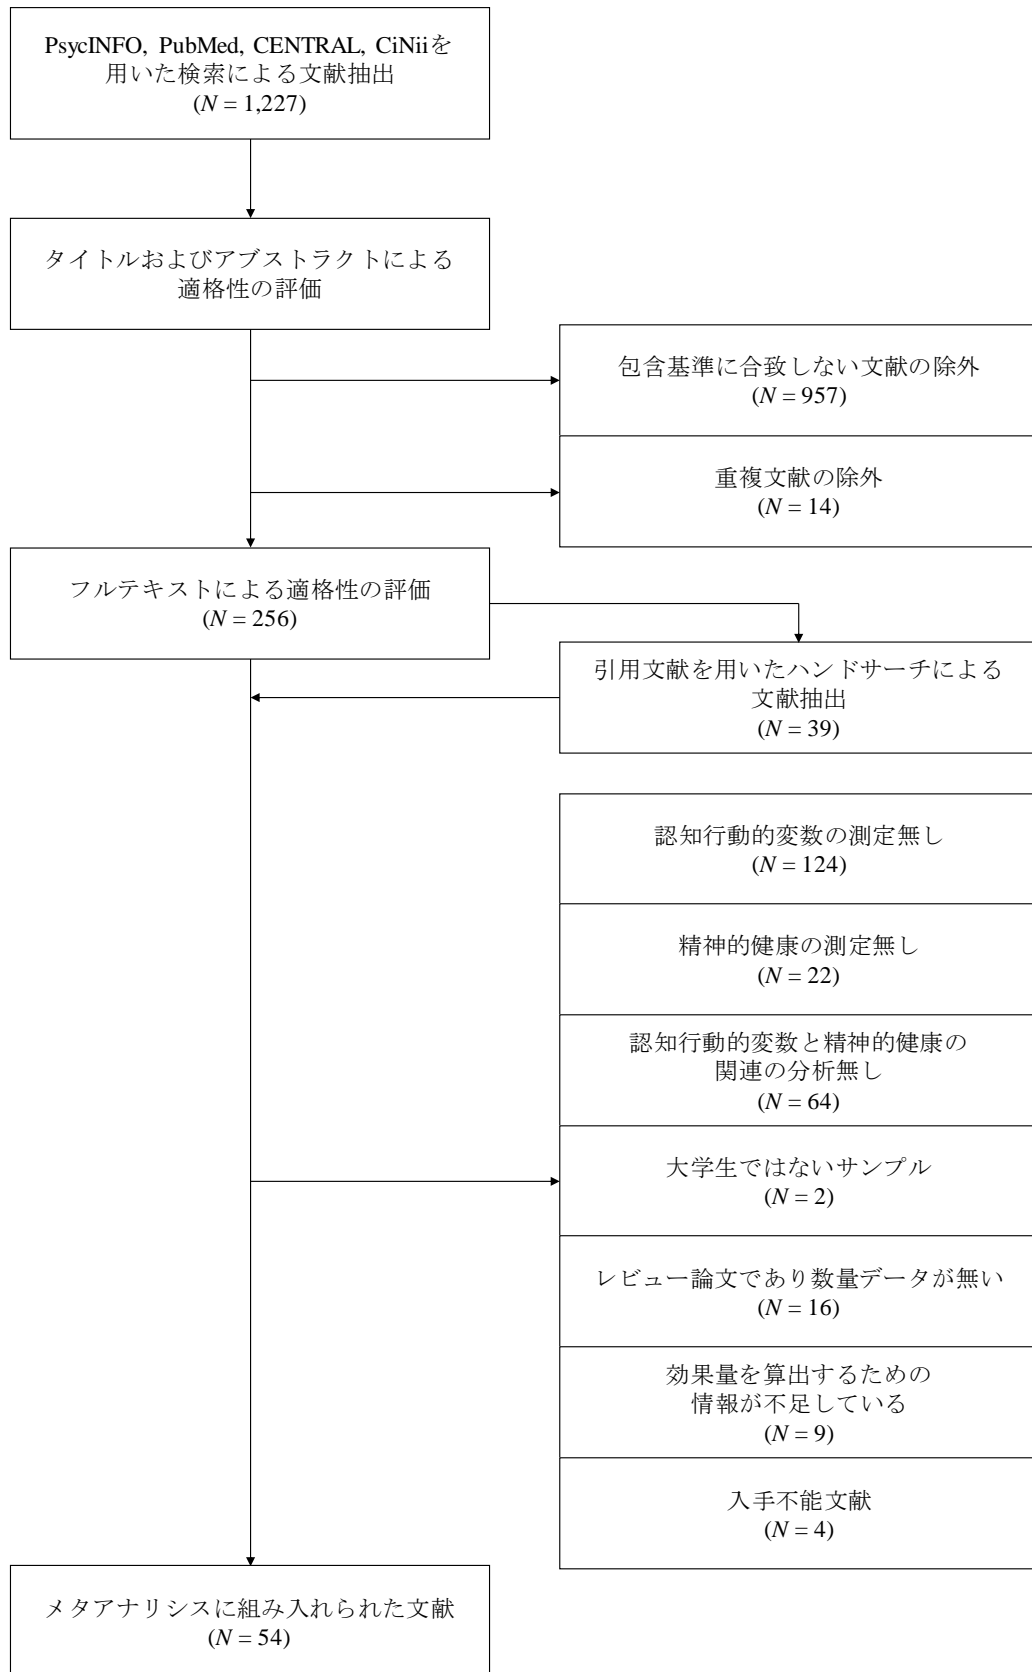 PsycINFO, PubMed, CENTRAL, CiNiiを
用いた検索による文献抽出
(N = 1,227)
タイトルおよびアブストラクトによる
適格性の評価
包含基準に合致しない文献の除外
(N = 957)
重複文献の除外
(N = 14)
フルテキストによる適格性の評価
(N = 256)
引用文献を用いたハンドサーチによる
文献抽出
(N = 39)
認知行動的変数の測定無し
(N = 124)
精神的健康の測定無し
(N = 22)
認知行動的変数と精神的健康の
関連の分析無し
(N = 64)
大学生ではないサンプル
(N = 2)
レビュー論文であり数量データが無い
(N = 16)
効果量を算出するための
情報が不足している
(N = 9)
入手不能文献
(N = 4)
メタアナリシスに組み入れられた文献
(N = 54)